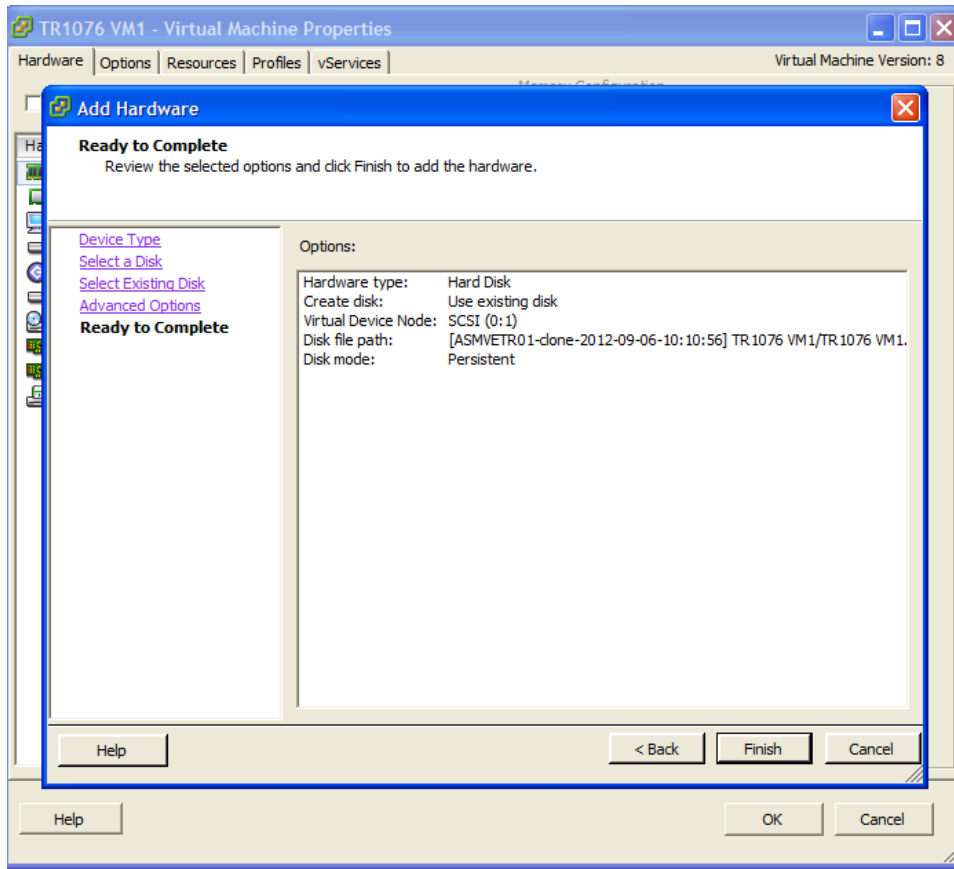 TR1076 VM1 - Virtual Machine Properties
Hardware Options Resources Profiles vServices Virtual Machine Version: 8
Memory Configuration
Add Hardware
Ha
Ready to Complete
Review the selected options and click Finish to add the hardware.
Device Type
Select a Disk
Select Existing Disk
Advanced Options
Ready to Complete
Options:
Hardware type: Hard Disk
Create disk: Use existing disk
Virtual Device Node: SCSI (0:1)
Disk file path: [ASMVETR01-clone-2012-09-06-10:10:56] TR1076 VM1/TR1076 VM1.
Disk mode: Persistent
Help < Back Finish Cancel
Help OK Cancel